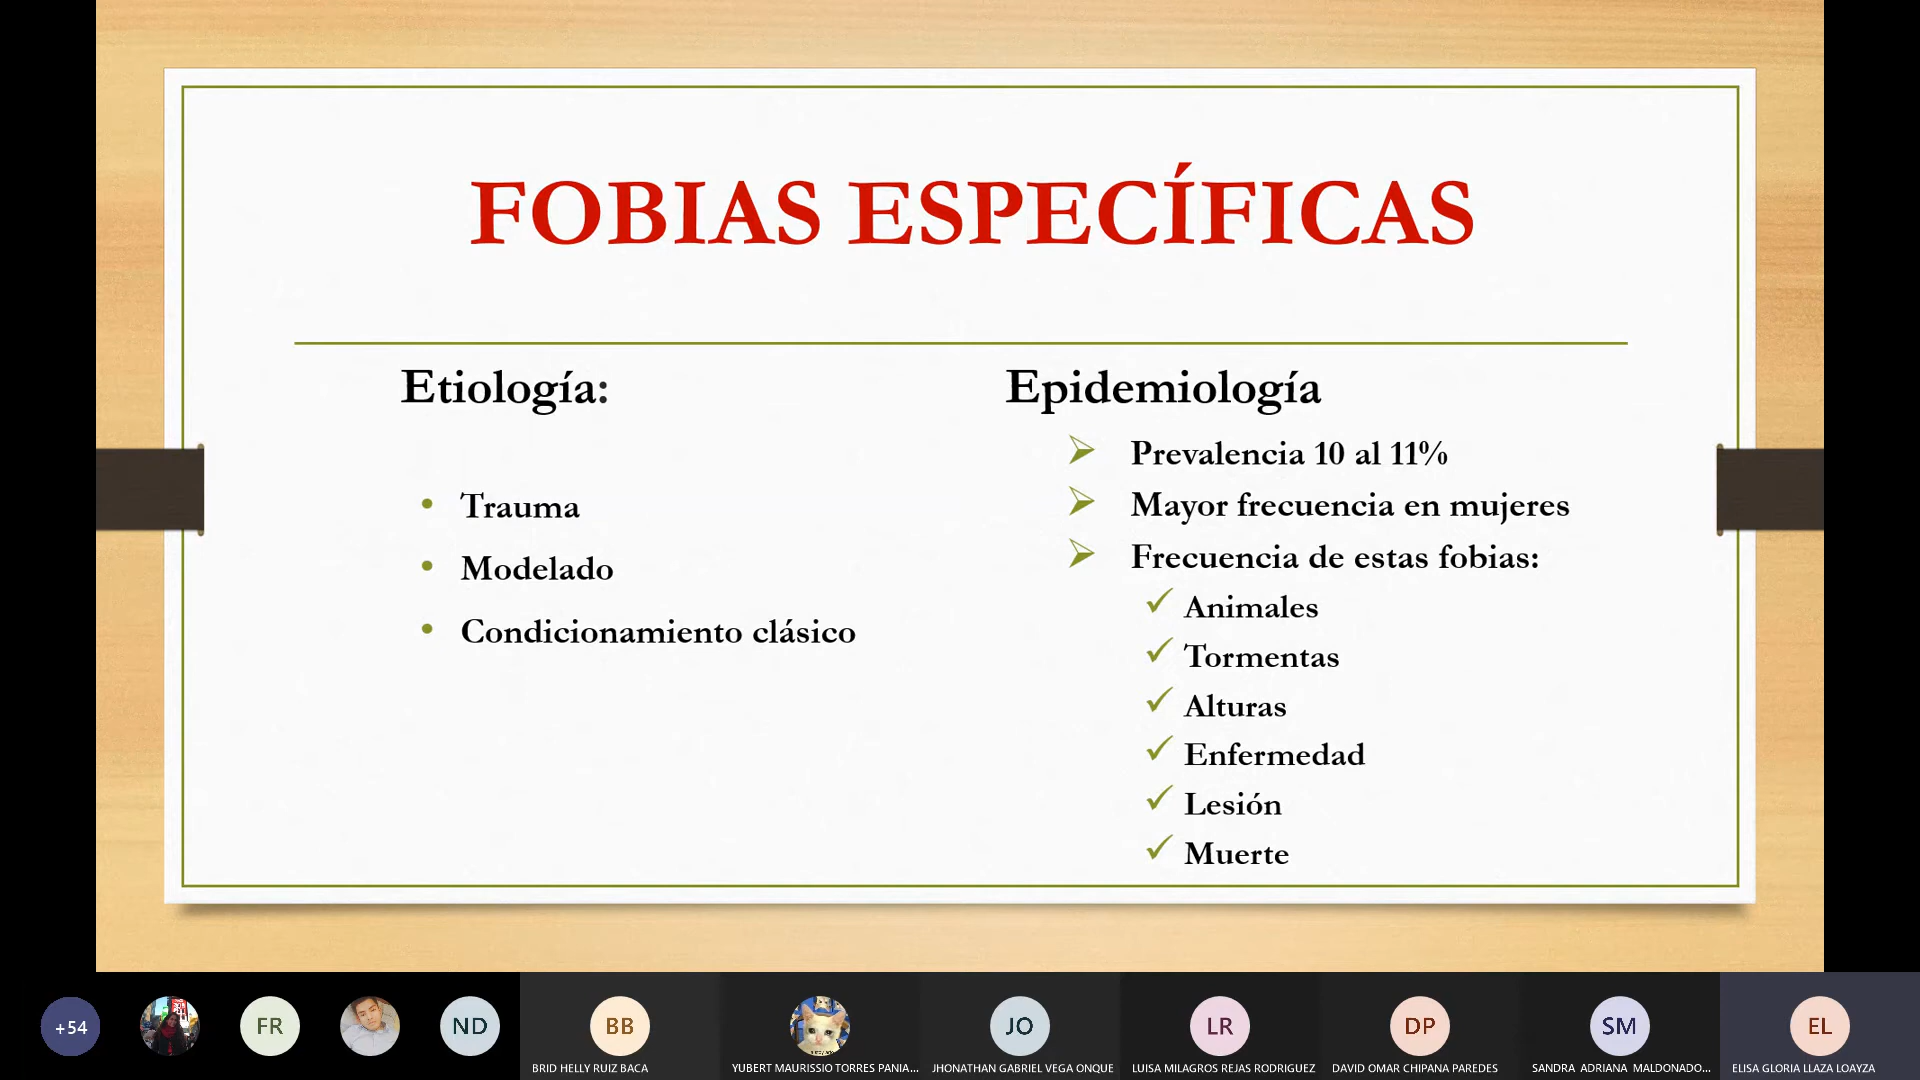 FOBIAS ESPECÍFICAS
Etiología:
Trauma
Modelado
Condicionamiento clásico
Epidemiología
Prevalencia 10 al 11%
Mayor frecuencia en mujeres
Frecuencia de estas fobias:
Animales
Tormentas
Alturas
Enfermedad
Lesión
Muerte
+54
FR
ND
BB
JO
LR
DP
SM
EL
BRID HELLY RUIZ BACA
YUBERT MAURISSIO TORRES PANIA...
JHONATHAN GABRIEL VEGA ONQUE
LUISA MILAGROS REJAS RODRIGUEZ
DAVID OMAR CHIPANA PAREDES
SANDRA ADRIANA MALDONADO...
ELISA GLORIA LLAZA LOAYZA